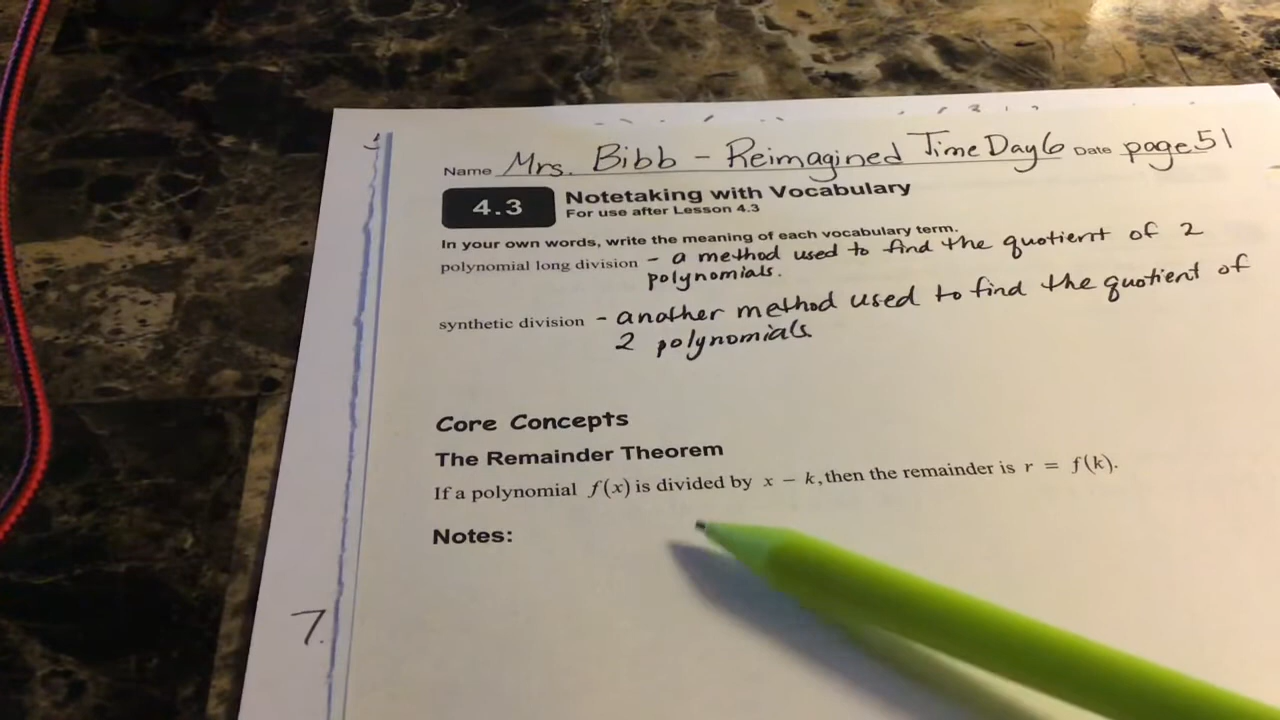 Name Mrs. Bibb - Reimagined Time Day 6 Date page 51
4.3 Notetaking with Vocabulary
For use after Lesson 4.3
In your own words, write the meaning of each vocabulary term.
polynomial long division - a method used to find the quotient of 2
polynomials.
synthetic division - another method used to find the quotient of
2 polynomials.
Core Concepts
The Remainder Theorem
If a polynomial f(x) is divided by x − k, then the remainder is r = f(k).
Notes:
7.